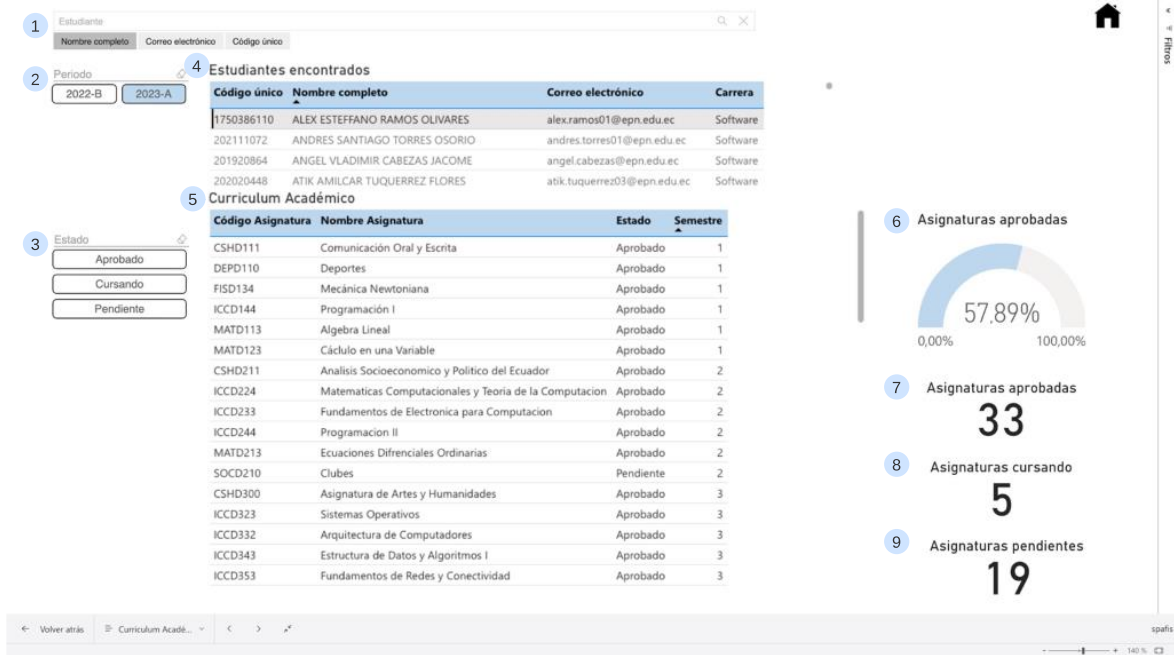 1
Estudiante
Nombre completo Correo electrónico Código único
2
Periodo
2022-B 2023-A
3
Estado
Aprobado
Cursando
Pendiente
4 Estudiantes encontrados
Código único Nombre completo Correo electrónico Carrera
1750386110 ALEX ESTEFFANO RAMOS OLIVARES alex.ramos01@epn.edu.ec Software
202111072 ANDRES SANTIAGO TORRES OSORIO andres.torres01@epn.edu.ec Software
201920864 ANGEL VLADIMIR CABEZAS JACOME angel.cabezas@epn.edu.ec Software
202020448 ATIK AMILCAR TUQUERREZ FLORES atik.tuquerrez03@epn.edu.ec Software
5 Curriculum Académico
Código Asignatura Nombre Asignatura Estado Semestre
CSHD111 Comunicación Oral y Escrita Aprobado 1
DEPD110 Deportes Aprobado 1
FISD134 Mecánica Newtoniana Aprobado 1
ICCD144 Programación I Aprobado 1
MATD113 Algebra Lineal Aprobado 1
MATD123 Cáclulo en una Variable Aprobado 1
CSHD211 Analisis Socioeconomico y Politico del Ecuador Aprobado 2
ICCD224 Matematicas Computacionales y Teoria de la Computacion Aprobado 2
ICCD233 Fundamentos de Electronica para Computacion Aprobado 2
ICCD244 Programacion II Aprobado 2
MATD213 Ecuaciones Difrenciales Ordinarias Aprobado 2
SOCD210 Clubes Pendiente 2
CSHD300 Asignatura de Artes y Humanidades Aprobado 3
ICCD323 Sistemas Operativos Aprobado 3
ICCD332 Arquitectura de Computadores Aprobado 3
ICCD343 Estructura de Datos y Algoritmos I Aprobado 3
ICCD353 Fundamentos de Redes y Conectividad Aprobado 3
6 Asignaturas aprobadas
57,89%
0,00% 100,00%
7 Asignaturas aprobadas
33
8 Asignaturas cursando
5
9 Asignaturas pendientes
19
Filtros
Volver atrás Curriculum Acadé...
spafis
140 %